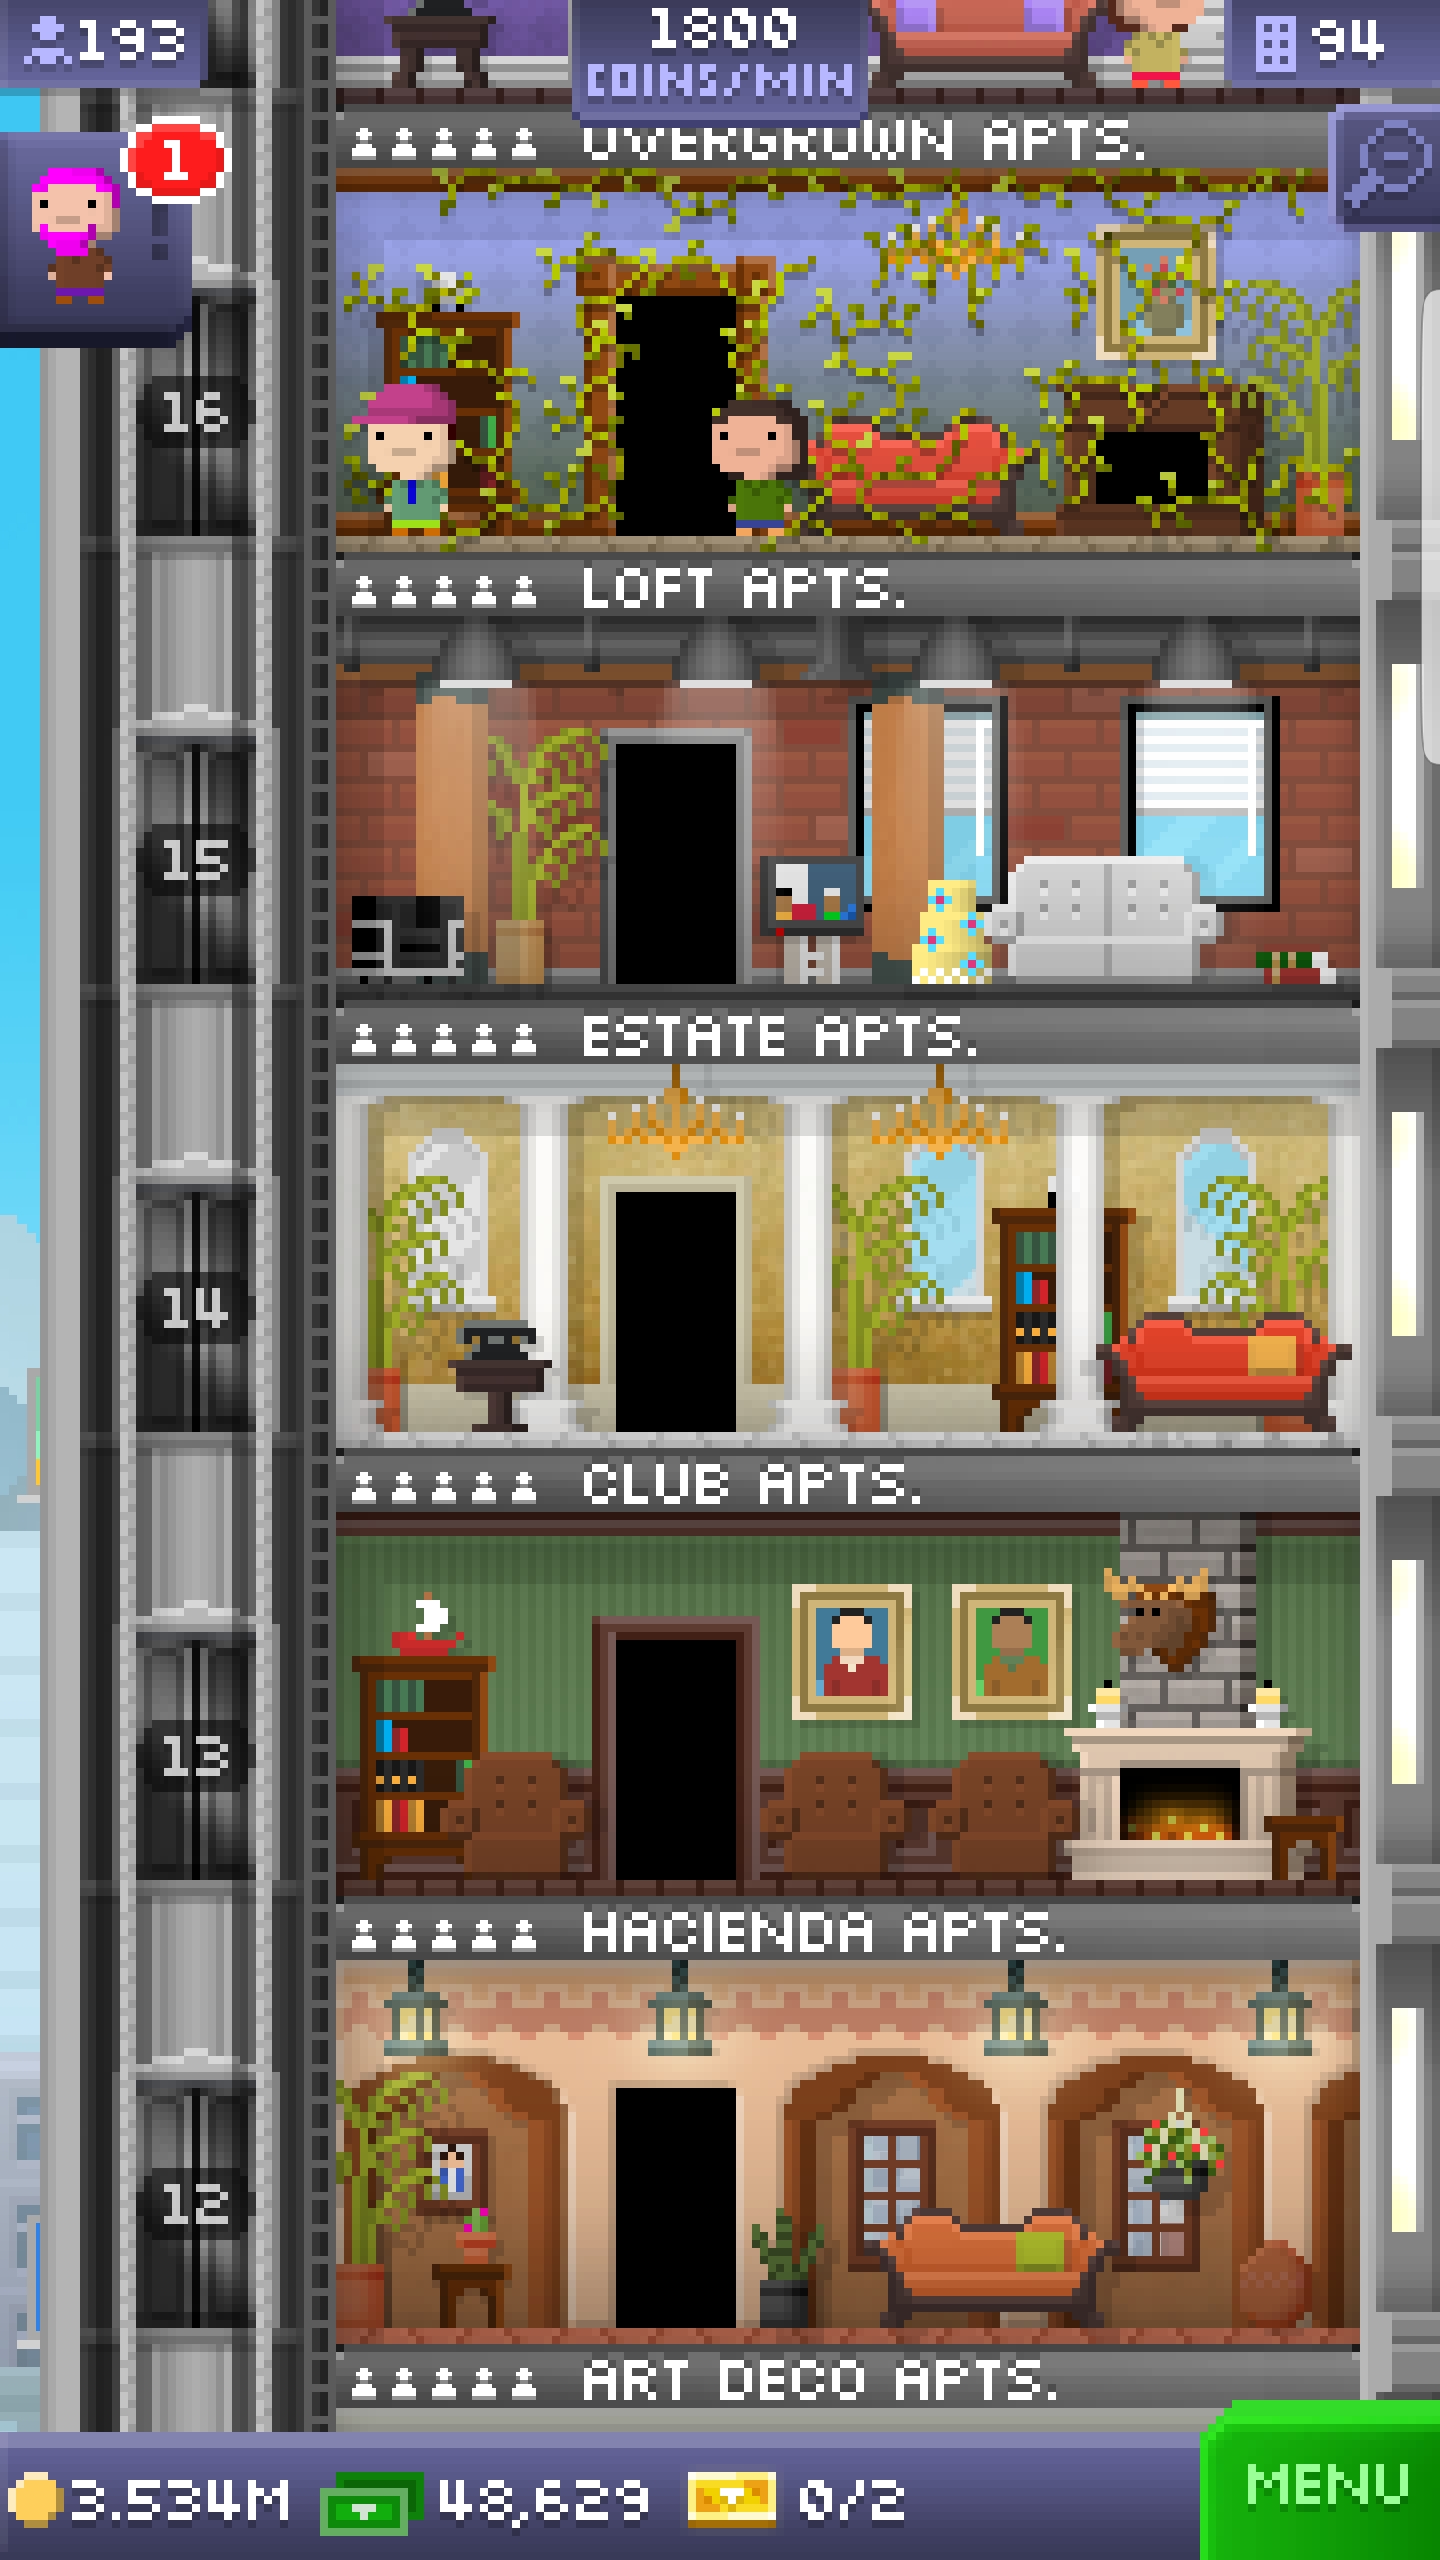 193
1800
COINS/MIN
94
1
OVERGROWN APTS.
16
LOFT APTS.
15
ESTATE APTS.
14
CLUB APTS.
13
HACIENDA APTS.
12
ART DECO APTS.
3.534M
48,629
0/2
MENU